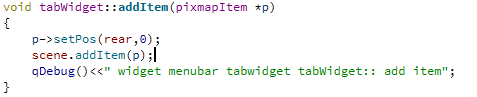 void tabWidget::addItem(pixmapItem *p)
{
p->setPos(rear,0);
scene.addItem(p);
qDebug()<<" widget menubar tabwidget tabWidget:: add item";
}